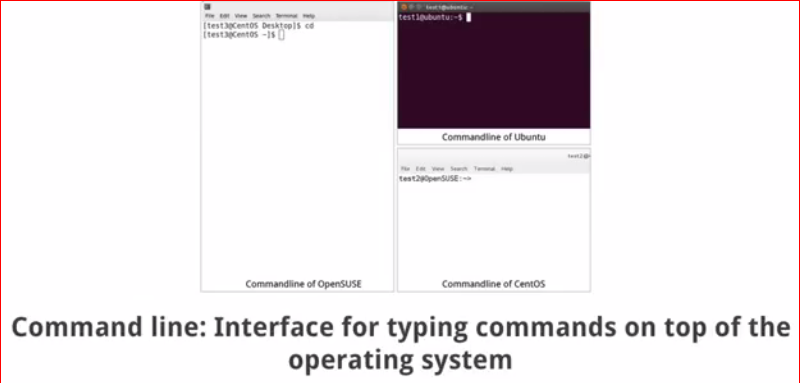 File Edit View Search Terminal Help
[test3@CentOS Desktop]$ cd
[test3@CentOS ~]$
Commandline of OpenSUSE
test1@ubuntu: ~
test1@ubuntu:~$
Commandline of Ubuntu
File Edit View Search Terminal Help
test2@OpenSUSE:~>
Commandline of CentOS
Command line: Interface for typing commands on top of the
operating system